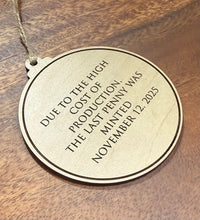 DUE TO THE HIGH
COST OF
PRODUCTION,
THE LAST PENNY WAS
MINTED
NOVEMBER 12, 2025